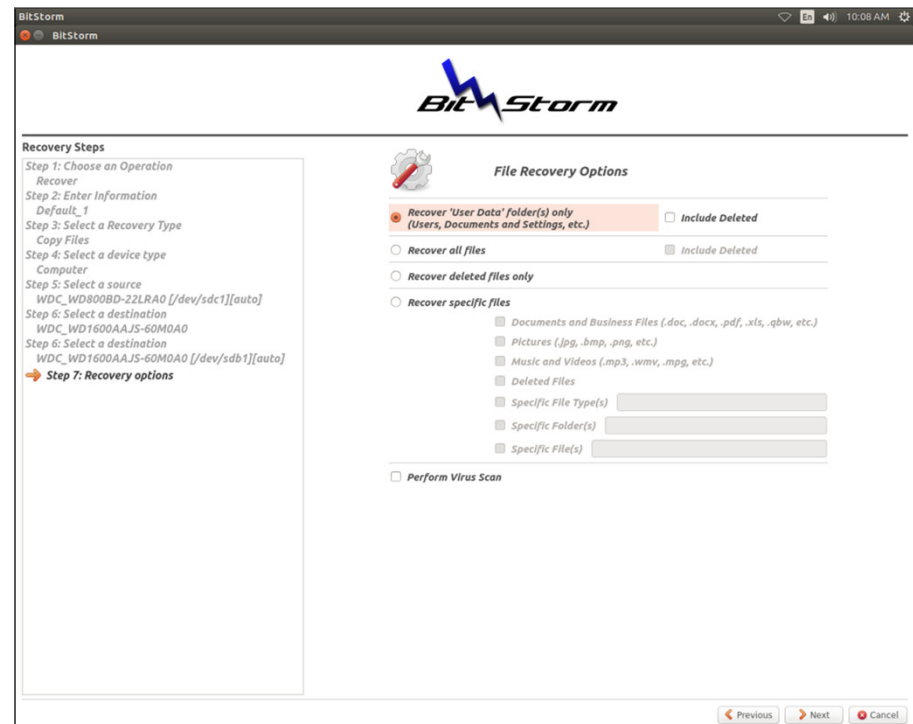 BitStorm
En
10:08 AM
BitStorm
BitStorm
Recovery Steps
Step 1: Choose an Operation
Recover
Step 2: Enter Information
Default_1
Step 3: Select a Recovery Type
Copy Files
Step 4: Select a device type
Computer
Step 5: Select a source
WDC_WD800BD-22LRA0 [/dev/sdc1][auto]
Step 6: Select a destination
WDC_WD1600AAJS-60M0A0
Step 6: Select a destination
WDC_WD1600AAJS-60M0A0 [/dev/sdb1][auto]
Step 7: Recovery options
File Recovery Options
Recover 'User Data' folder(s) only
(Users, Documents and Settings, etc.)
Include Deleted
Recover all files
Include Deleted
Recover deleted files only
Recover specific files
Documents and Business Files (.doc, .docx, .pdf, .xls, .qbw, etc.)
Pictures (.jpg, .bmp, .png, etc.)
Music and Videos (.mp3, .wmv, .mpg, etc.)
Deleted Files
Specific File Type(s)
Specific Folder(s)
Specific File(s)
Perform Virus Scan
Previous
Next
Cancel